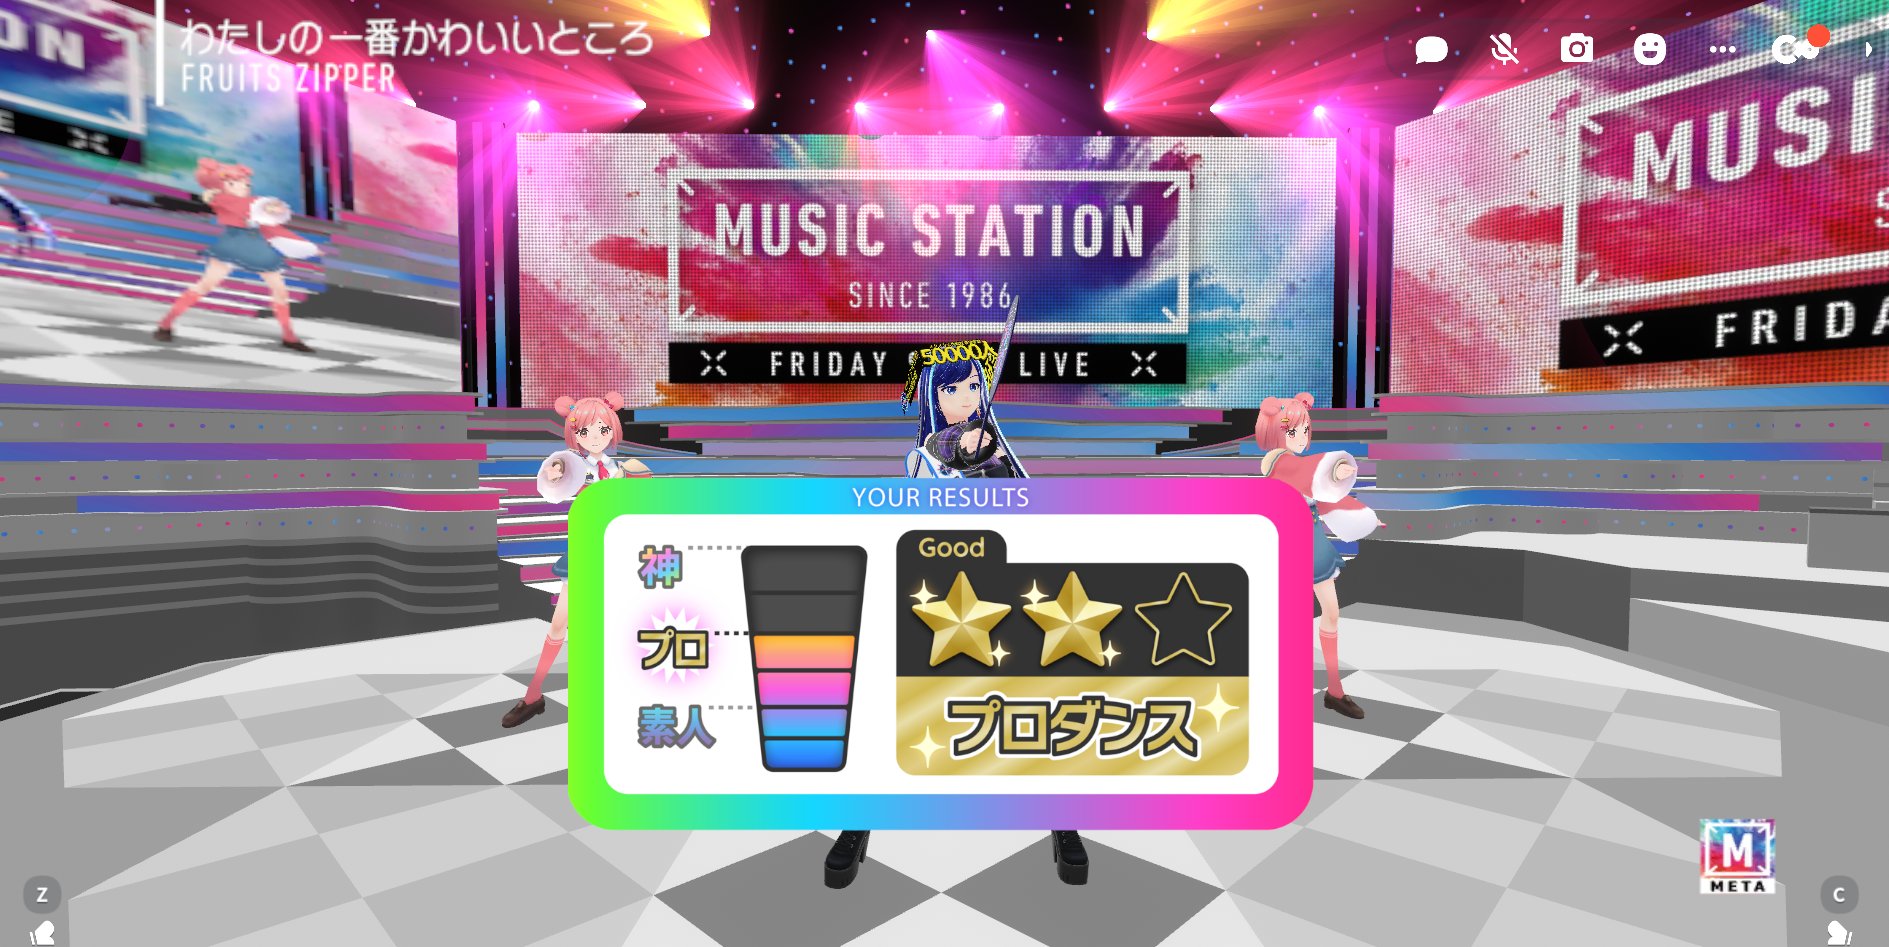 わたしの一番かわいいところ
FRUITS ZIPPER
MUSIC STATION
SINCE 1986
FRIDAY
LIVE
50000人
FRIDA
YOUR RESULTS
神
プロ
素人
Good
プロダンス
M
META
Z
C